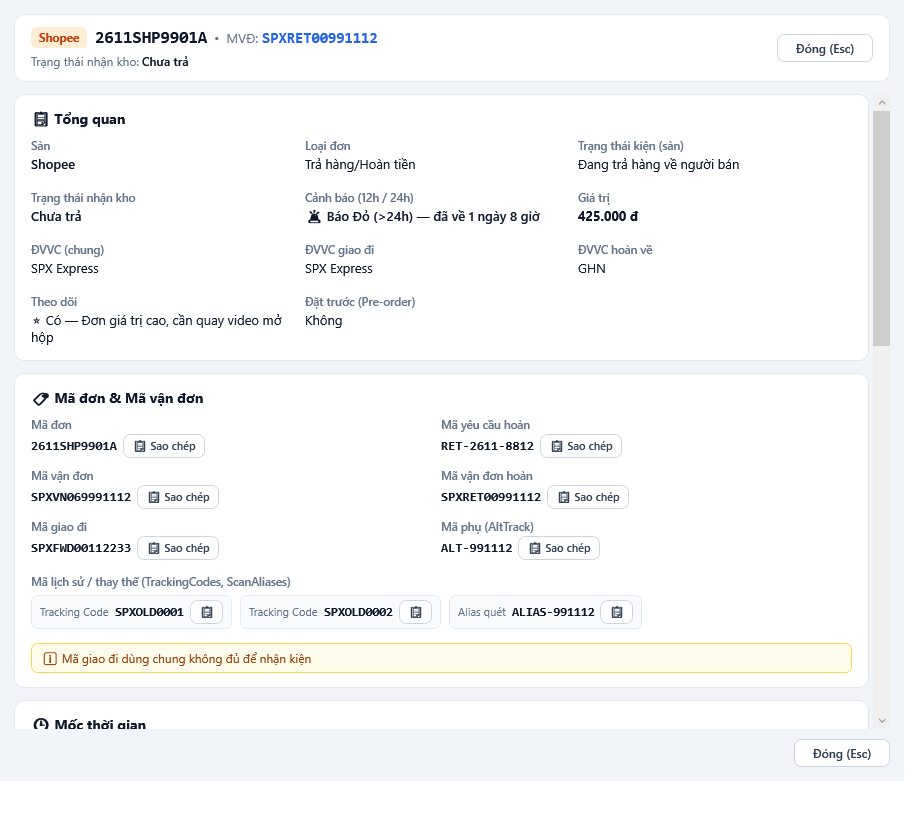 Shopee 2611SHP9901A • MVĐ: SPXRET00991112
Trạng thái nhận kho: Chưa trả
Đóng (Esc)
Tổng quan
Sàn
Shopee
Loại đơn
Trả hàng/Hoàn tiền
Trạng thái kiện (sàn)
Đang trả hàng về người bán
Trạng thái nhận kho
Chưa trả
Cảnh báo (12h / 24h)
Báo Đỏ (>24h) — đã về 1 ngày 8 giờ
Giá trị
425.000 đ
ĐVVC (chung)
SPX Express
ĐVVC giao đi
SPX Express
ĐVVC hoàn về
GHN
Theo dõi
⭐ Có — Đơn giá trị cao, cần quay video mở
hộp
Đặt trước (Pre-order)
Không
Mã đơn & Mã vận đơn
Mã đơn
2611SHP9901A Sao chép
Mã yêu cầu hoàn
RET-2611-8812 Sao chép
Mã vận đơn
SPXVN069991112 Sao chép
Mã vận đơn hoàn
SPXRET00991112 Sao chép
Mã giao đi
SPXFWD00112233 Sao chép
Mã phụ (AltTrack)
ALT-991112 Sao chép
Mã lịch sử / thay thế (TrackingCodes, ScanAliases)
Tracking Code SPXOLD0001
Tracking Code SPXOLD0002
Alias quét ALIAS-991112
Mã giao đi dùng chung không đủ để nhận kiện
Mốc thời gian
Đóng (Esc)